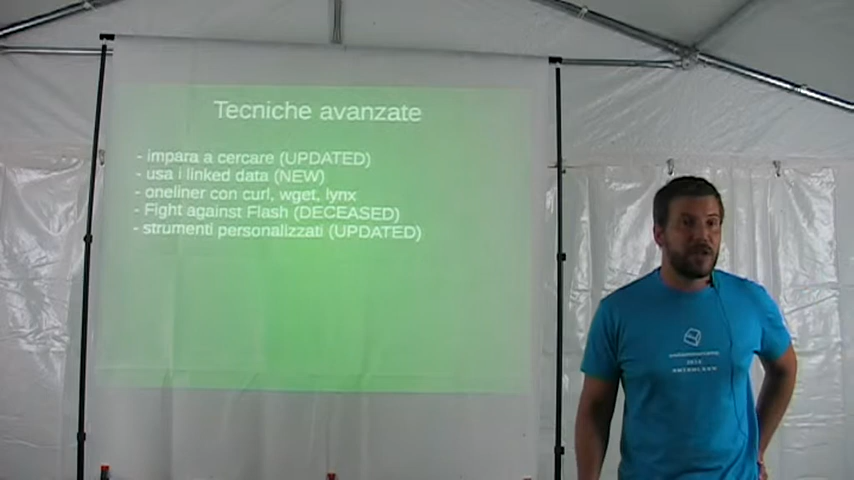 Tecniche avanzate
- impara a cercare (UPDATED)
- usa i linked data (NEW)
- oneliner con curl, wget, lynx
- Fight against Flash (DECEASED)
- strumenti personalizzati (UPDATED)